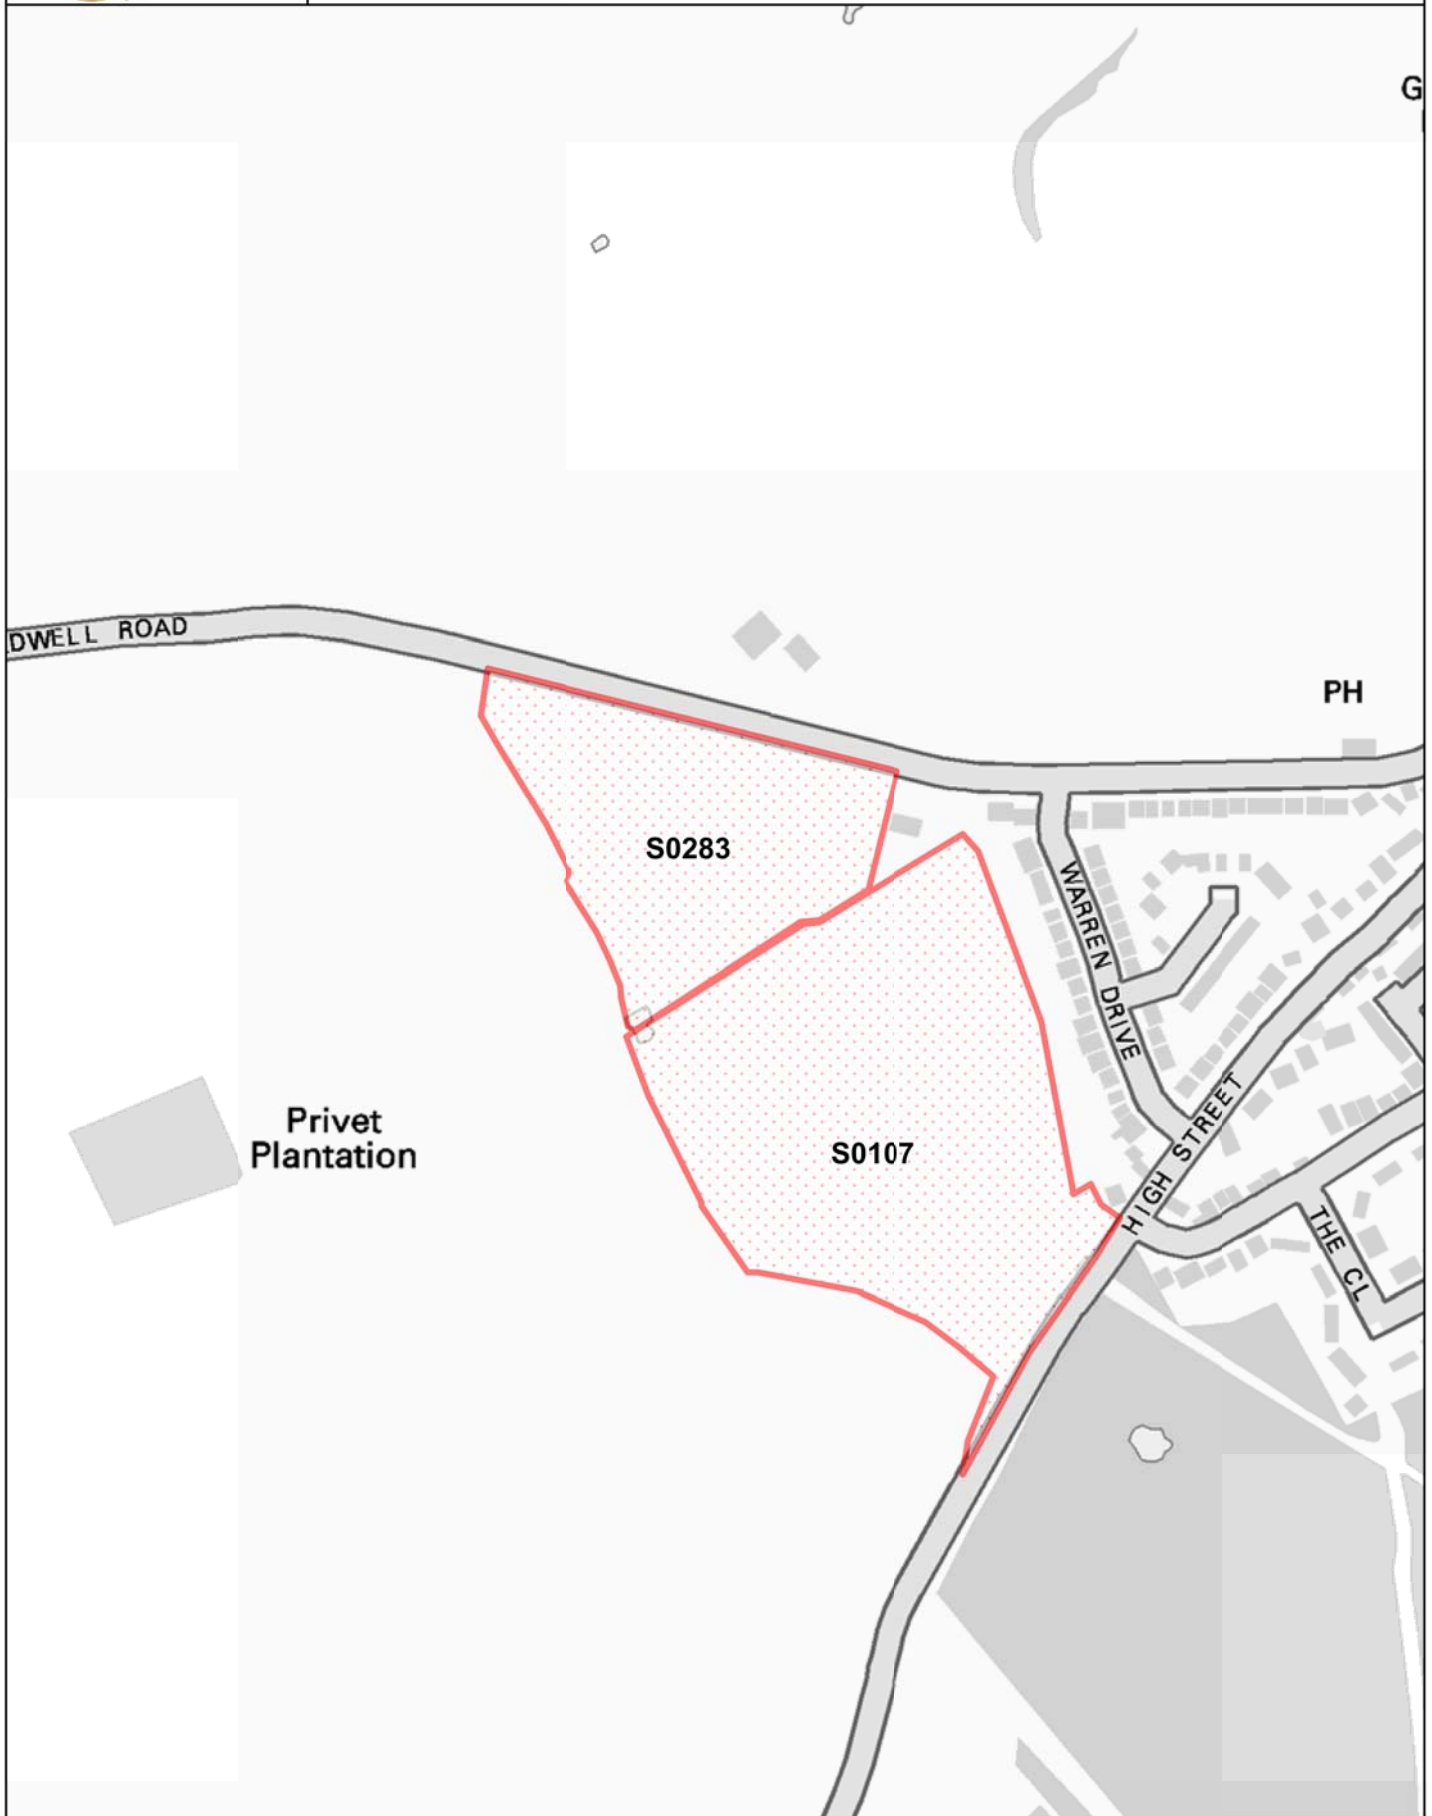 G
DWELL ROAD
PH
S0283
WARREN DRIVE
Privet
Plantation
S0107
HIGH STREET
THE CL